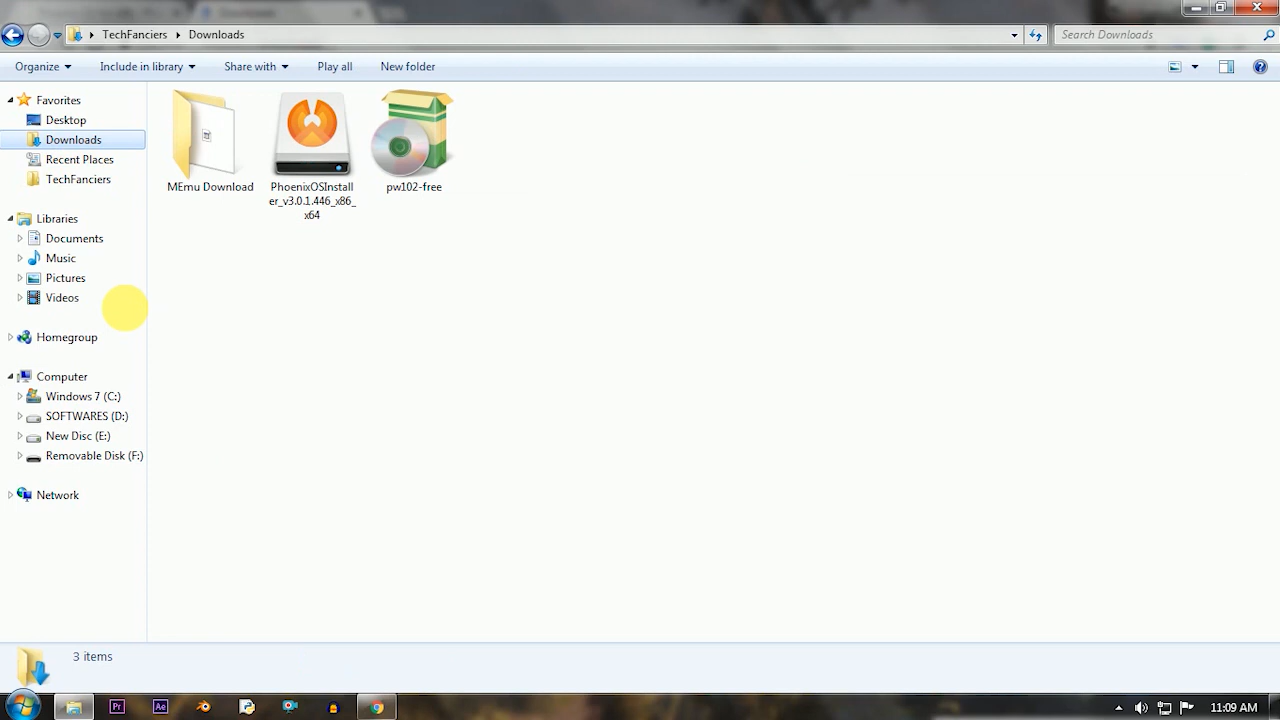 TechFanciers
Downloads
Search Downloads
Organize
Include in library
Share with
Play all
New folder
Favorites
Desktop
Downloads
Recent Places
TechFanciers
Libraries
Documents
Music
Pictures
Videos
Homegroup
Computer
Windows 7 (C:)
SOFTWARES (D:)
New Disc (E:)
Removable Disk (F:)
Network
MEmu Download
PhoenixOSInstall
er_v3.0.1.446_x86_
x64
pw102-free
3 items
Pr
Ae
11:09 AM